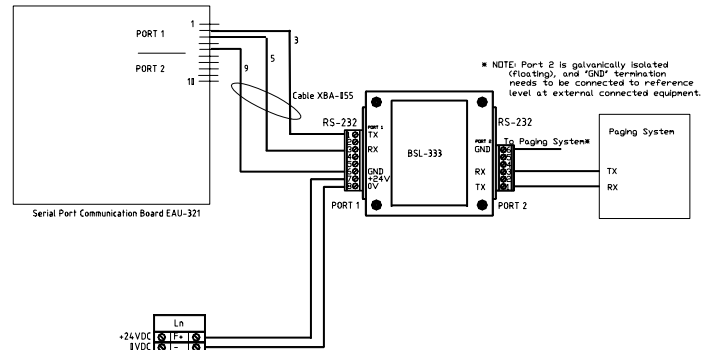 1
PORT 1
3
* NOTE: Port 2 is galvanically isolated
(floating), and "GND" termination
needs to be connected to reference
level at external connected equipment.
5
PORT 2
9
10
Cable XBA-155
RS-232
RS-232
PORT 1
TX
PORT 2
To Paging System*
Paging System
RX
BSL-333
GND
GND
RX
TX
+24V
0V
TX
RX
PORT 1
PORT 2
Serial Port Communication Board EAU-321
Ln
+24VDC
F+
0VDC
-